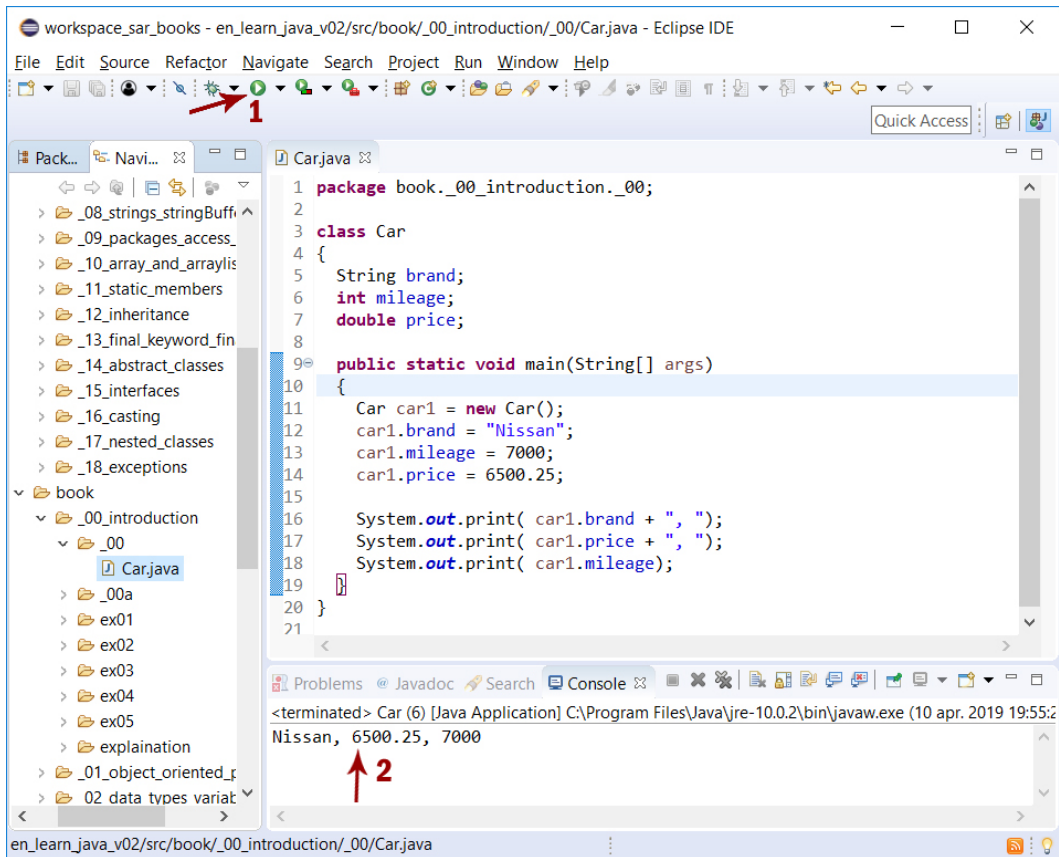 workspace_sar_books - en_learn_java_v02/src/book/_00_introduction/_00/Car.java - Eclipse IDE
File Edit Source Refactor Navigate Search Project Run Window Help
1
Quick Access
Pack... Navi...
_08_strings_stringBuff
_09_packages_access_
_10_array_and_arraylis
_11_static_members
_12_inheritance
_13_final_keyword_fin
_14_abstract_classes
_15_interfaces
_16_casting
_17_nested_classes
_18_exceptions
book
_00_introduction
_00
Car.java
_00a
ex01
ex02
ex03
ex04
ex05
explaination
_01_object_oriented_p
02 data types variab
Car.java
1 package book._00_introduction._00;
2
3 class Car
4 {
5 String brand;
6 int mileage;
7 double price;
8
9 public static void main(String[] args)
10 {
11 Car car1 = new Car();
12 car1.brand = "Nissan";
13 car1.mileage = 7000;
14 car1.price = 6500.25;
15
16 System.out.print( car1.brand + ", ");
17 System.out.print( car1.price + ", ");
18 System.out.print( car1.mileage);
19 }
20 }
21
Problems @ Javadoc Search Console
<terminated> Car (6) [Java Application] C:\Program Files\Java\jre-10.0.2\bin\javaw.exe (10 apr. 2019 19:55:2
Nissan, 6500.25, 7000
2
en_learn_java_v02/src/book/_00_introduction/_00/Car.java